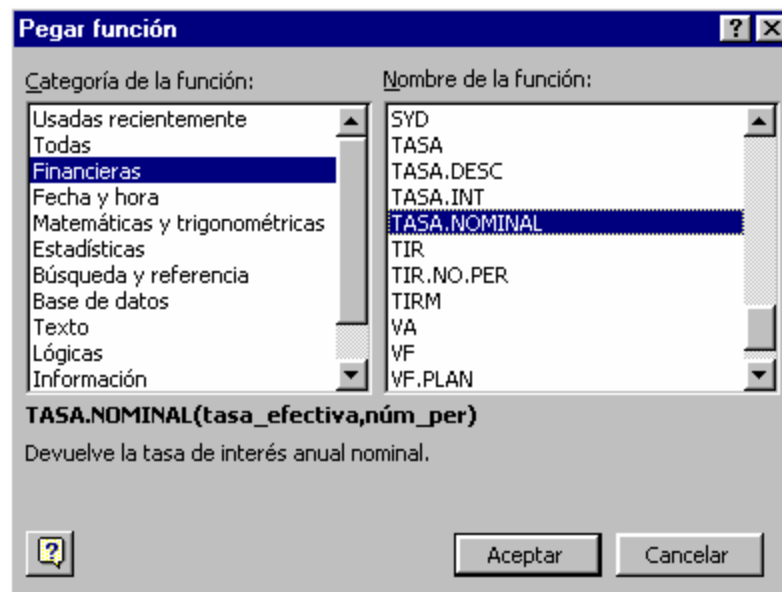 Pegar función
Categoría de la función:
Usadas recientemente
Todas
Financieras
Fecha y hora
Matemáticas y trigonométricas
Estadísticas
Búsqueda y referencia
Base de datos
Texto
Lógicas
Información
Nombre de la función:
SYD
TASA
TASA.DESC
TASA.INT
TASA.NOMINAL
TIR
TIR.NO.PER
TIRM
VA
VF
VF.PLAN
TASA.NOMINAL(tasa_efectiva,núm_per)
Devuelve la tasa de interés anual nominal.
Aceptar
Cancelar